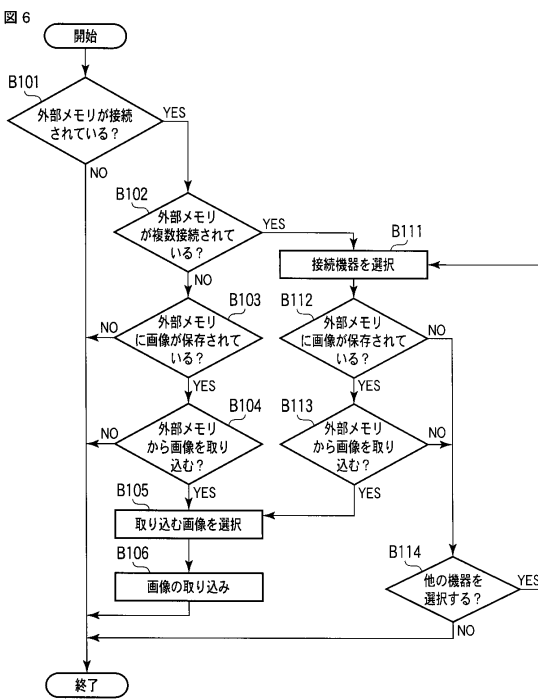 図 6
開始
B101
外部メモリが接続
されている？
YES
NO
B102
外部メモリ
が複数接続されて
いる？
YES
NO
B111
接続機器を選択
B103
外部メモリ
に画像が保存されて
いる？
NO
YES
B112
外部メモリ
に画像が保存されて
いる？
NO
YES
B104
外部メモリ
から画像を取り
込む？
NO
YES
B113
外部メモリ
から画像を取り
込む？
NO
YES
B105
取り込む画像を選択
B106
画像の取り込み
B114
他の機器を
選択する？
YES
NO
終了